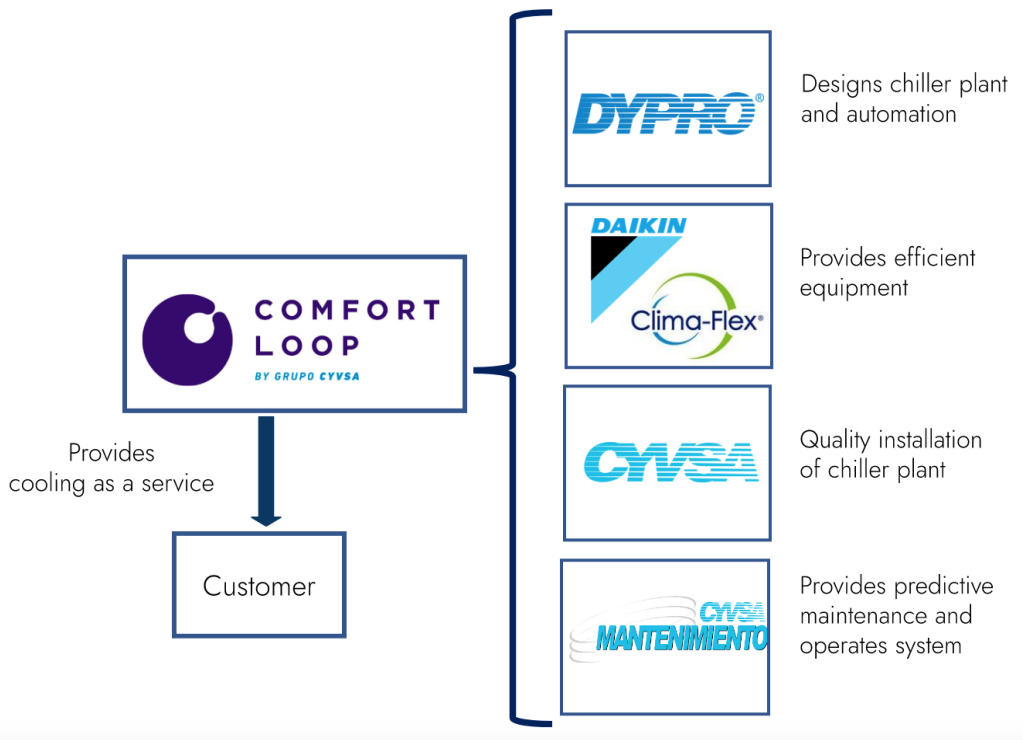 DYPRO®
Designs chiller plant
and automation
DAIKIN
Clima-Flex®
Provides efficient
equipment
COMFORT
LOOP
BY GRUPO CYVSA
CYVSA
Quality installation
of chiller plant
Provides
cooling as a service
Customer
CYVSA
MANTENIMIENTO
Provides predictive
maintenance and
operates system